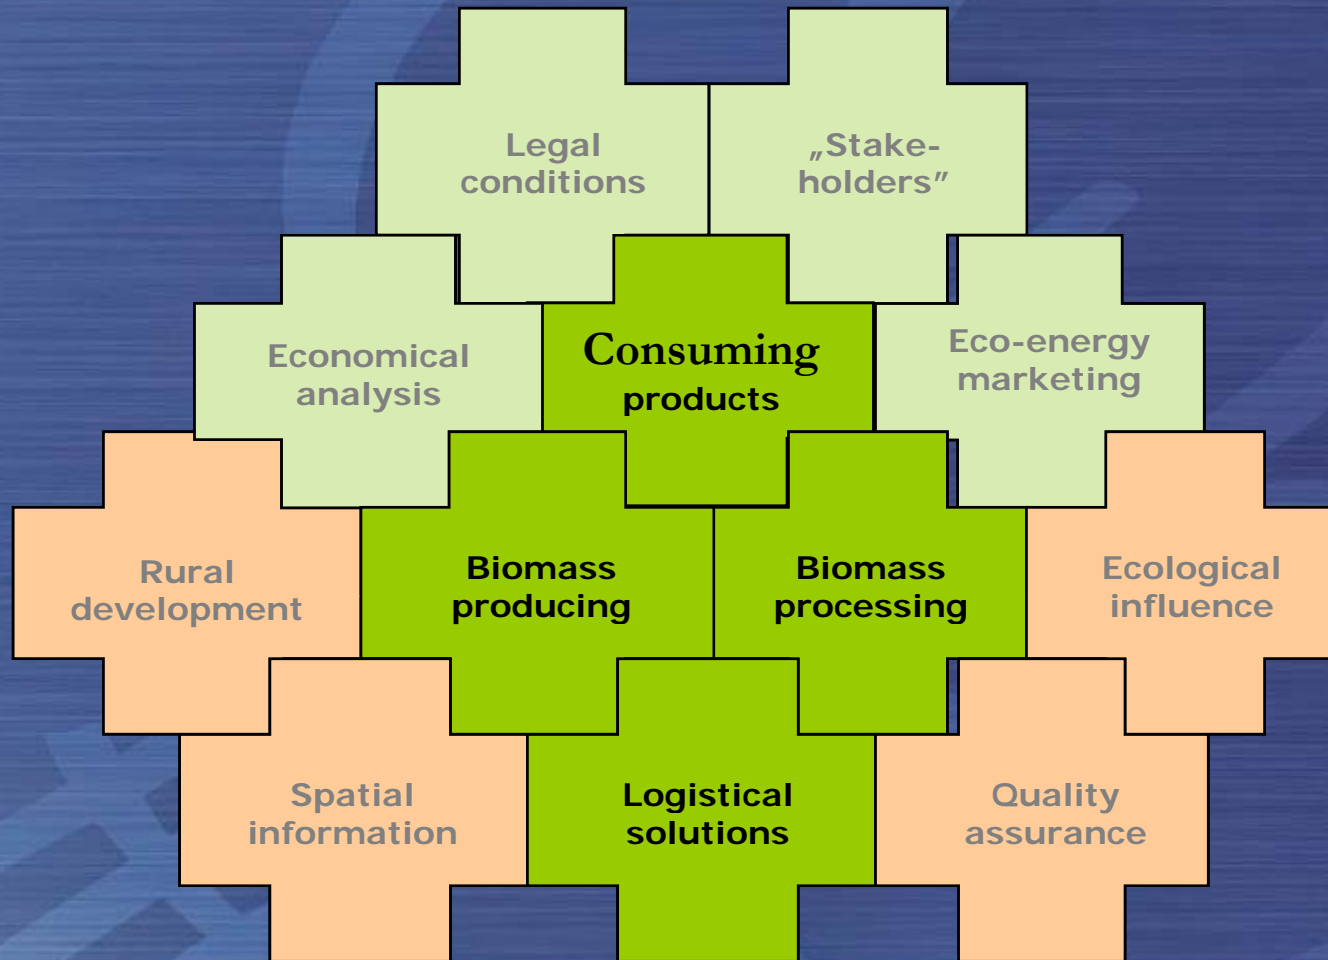 Legal
conditions
„Stake-
holders”
Economical
analysis
Consuming
products
Eco-energy
marketing
Rural
development
Biomass
producing
Biomass
processing
Ecological
influence
Spatial
information
Logistical
solutions
Quality
assurance